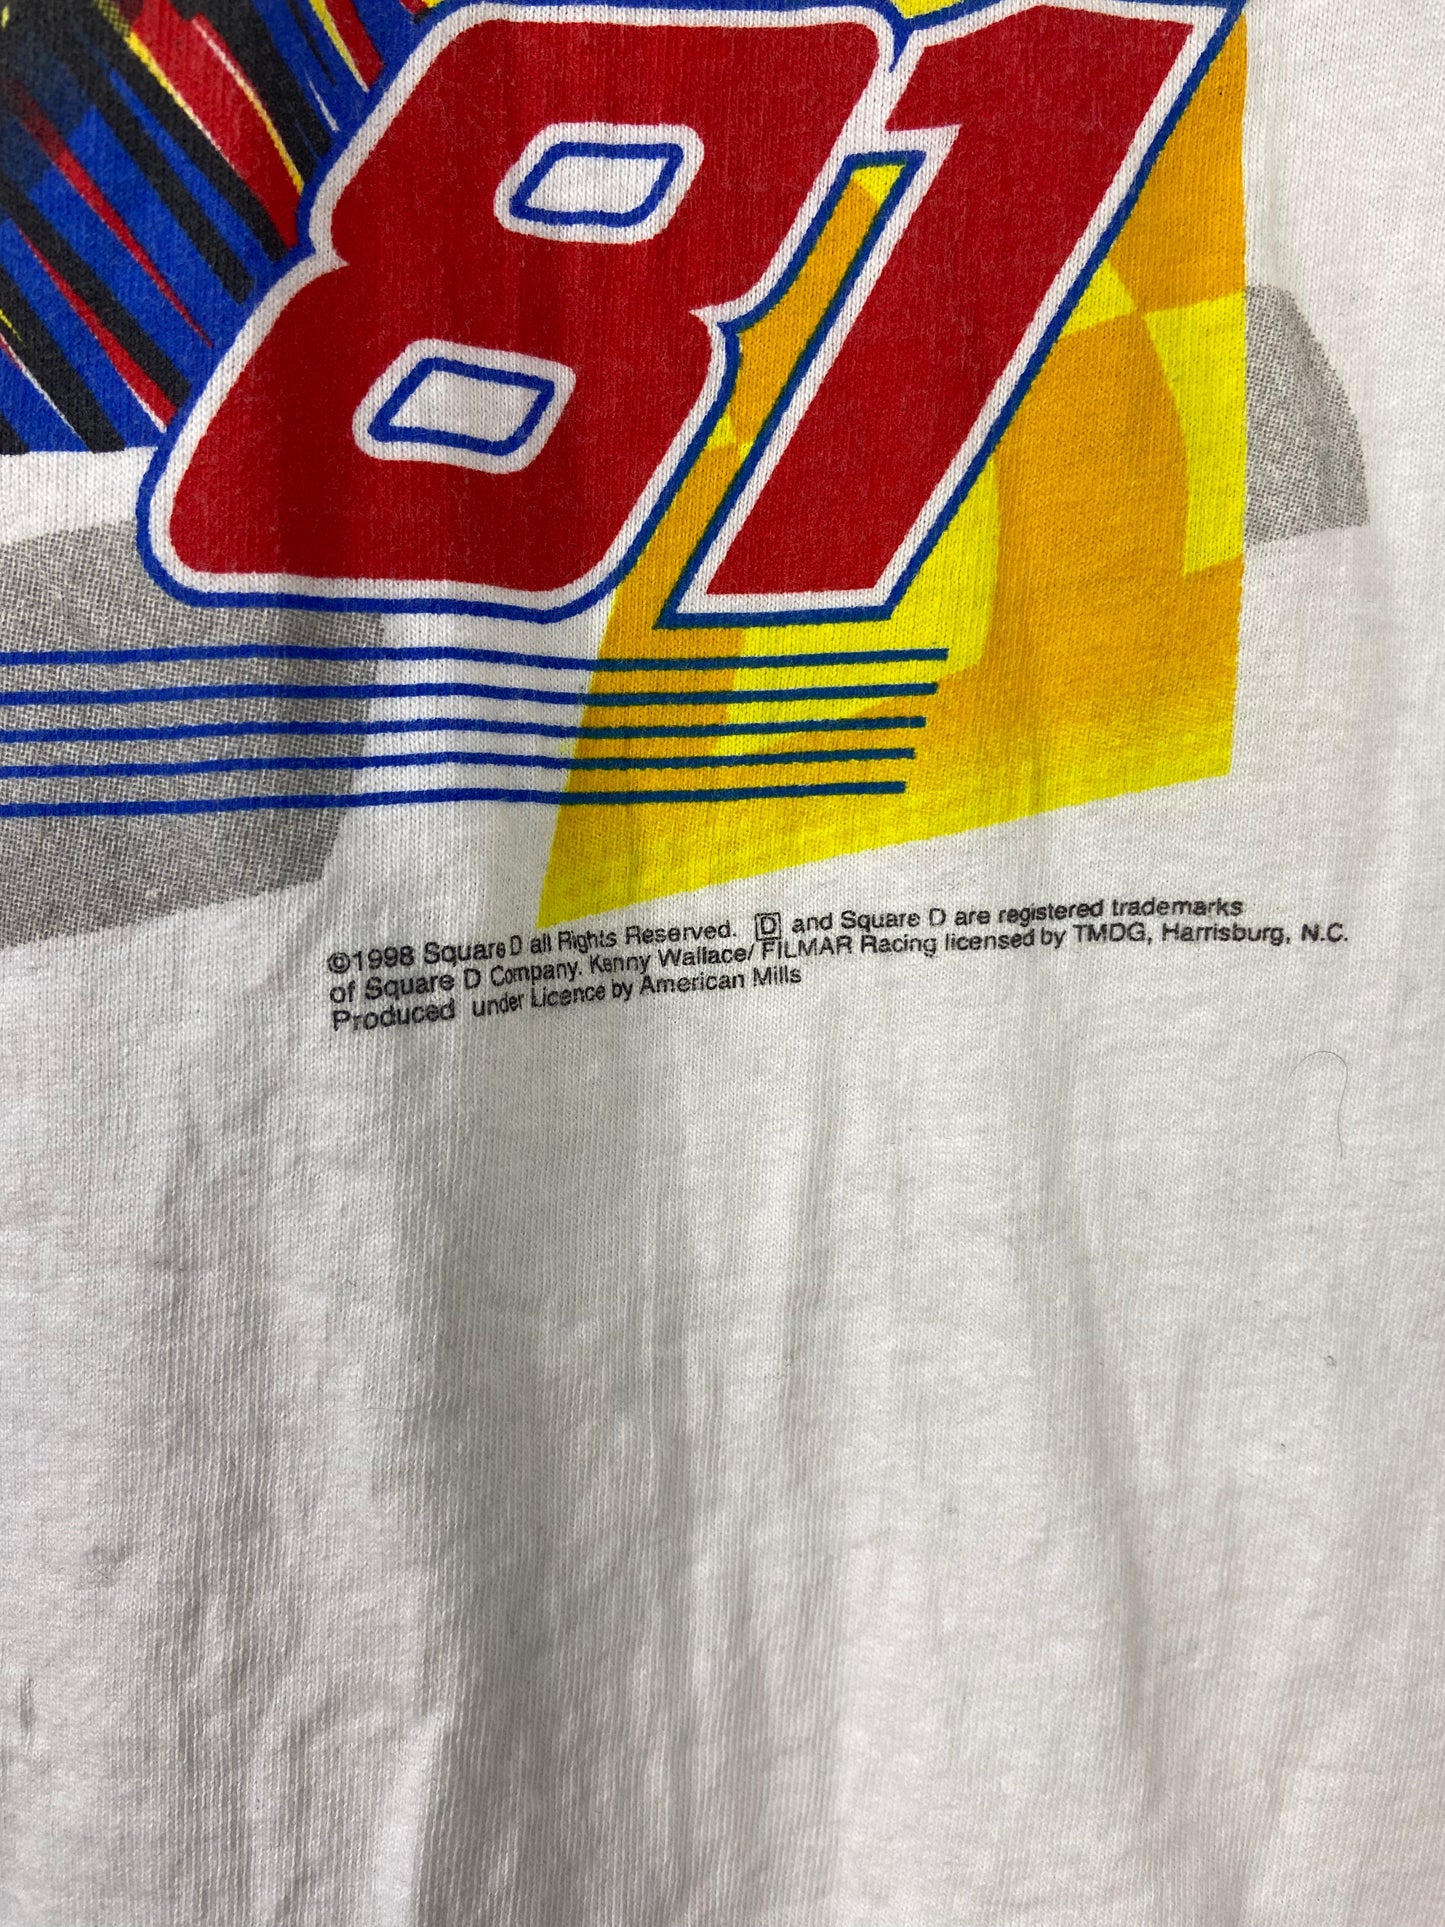 81
©1998 Square D all Rights Reserved. D and Square D are registered trademarks
of Square D Company. Kenny Wallace/ FILMAR Racing licensed by TMDG, Harrisburg, N.C.
Produced under Licence by American Mills